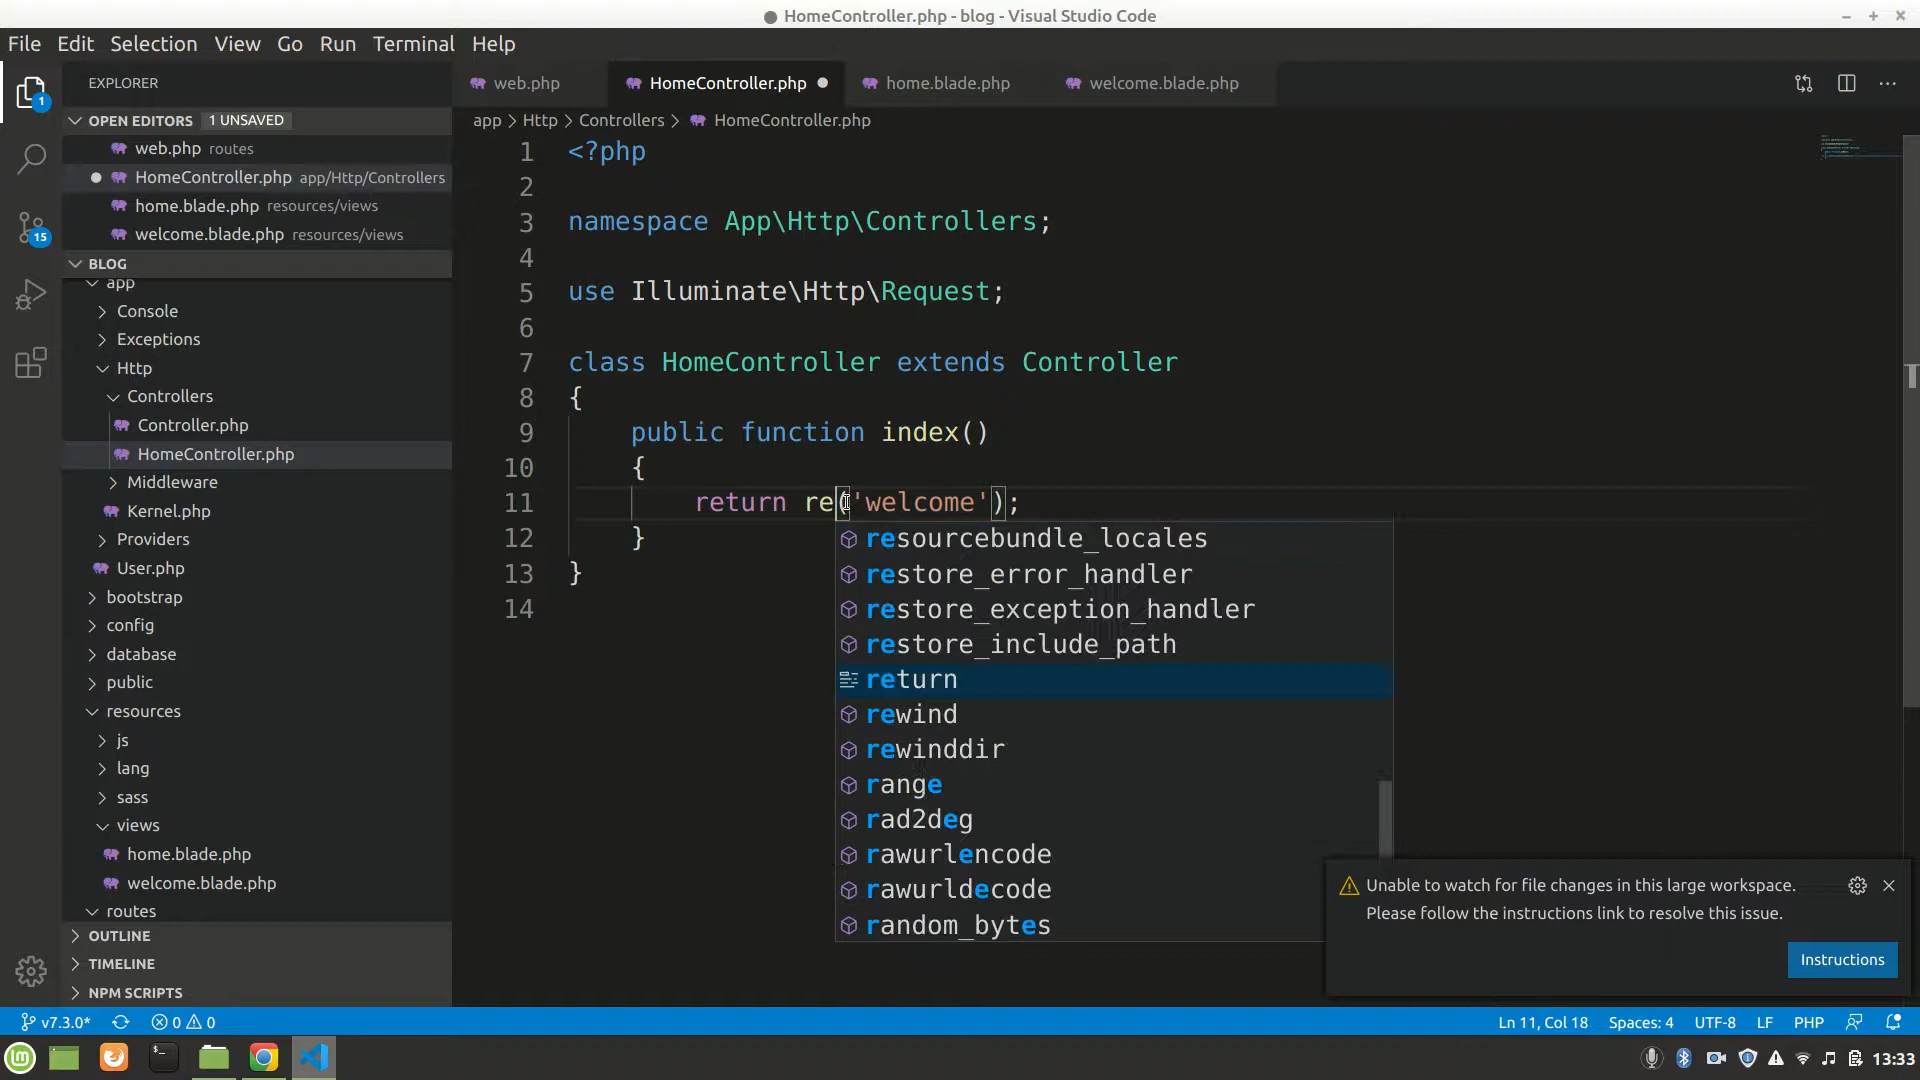 HomeController.php - blog - Visual Studio Code
File Edit Selection View Go Run Terminal Help
EXPLORER
web.php
HomeController.php
home.blade.php
welcome.blade.php
OPEN EDITORS 1 UNSAVED
web.php routes
HomeController.php app/Http/Controllers
home.blade.php resources/views
welcome.blade.php resources/views
BLOG
app
Console
Exceptions
Http
Controllers
Controller.php
HomeController.php
Middleware
Kernel.php
Providers
User.php
bootstrap
config
database
public
resources
js
lang
sass
views
home.blade.php
welcome.blade.php
routes
OUTLINE
TIMELINE
NPM SCRIPTS
app > Http > Controllers > HomeController.php
1 <?php
2
3 namespace App\Http\Controllers;
4
5 use Illuminate\Http\Request;
6
7 class HomeController extends Controller
8 {
9 public function index()
10 {
11 return re('welcome');
12 }
13 }
14
resourcebundle_locales
restore_error_handler
restore_exception_handler
restore_include_path
return
rewind
rewinddir
range
rad2deg
rawurlencode
rawurldecode
random_bytes
Unable to watch for file changes in this large workspace.
Please follow the instructions link to resolve this issue.
Instructions
1
15
v7.3.0* 0 0 Ln 11, Col 18 Spaces: 4 UTF-8 LF PHP
13:33